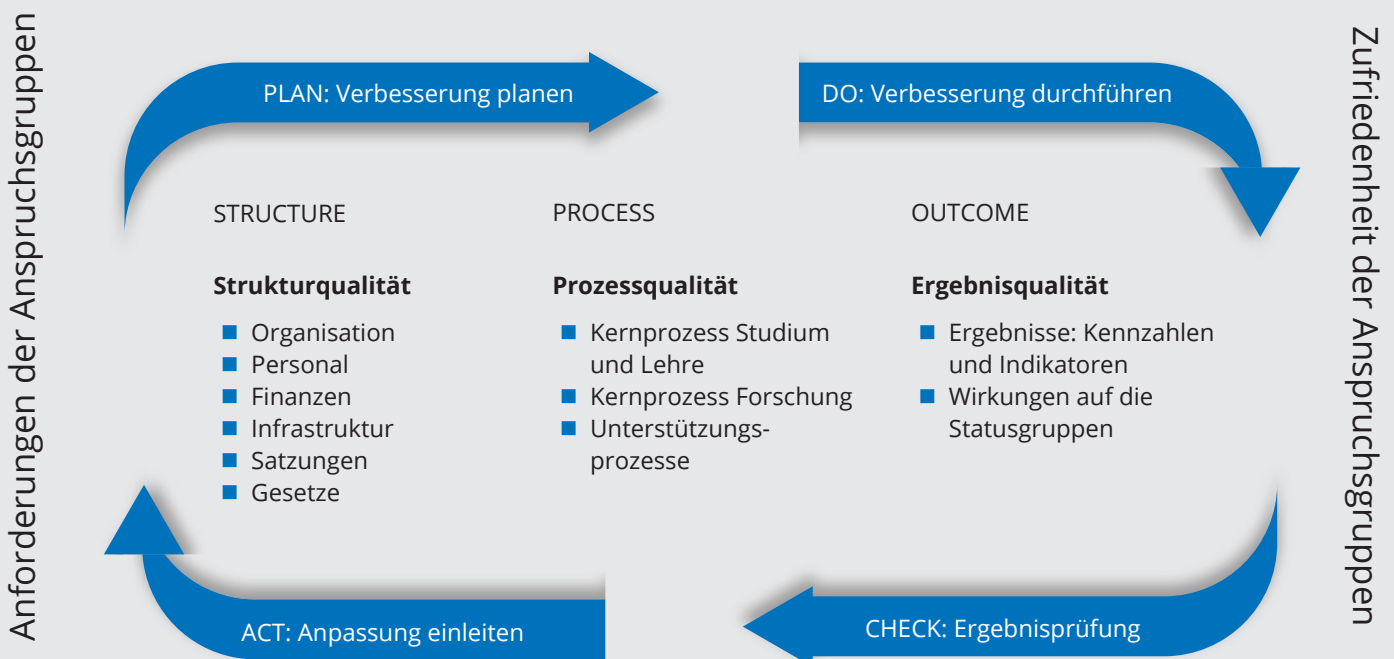 Anforderungen der Anspruchsgruppen
PLAN: Verbesserung planen
DO: Verbesserung durchführen
STRUCTURE
Strukturqualität
Organisation
Personal
Finanzen
Infrastruktur
Satzungen
Gesetze
PROCESS
Prozessqualität
Kernprozess Studium
und Lehre
Kernprozess Forschung
Unterstützungs-
prozesse
OUTCOME
Ergebnisqualität
Ergebnisse: Kennzahlen
und Indikatoren
Wirkungen auf die
Statusgruppen
ACT: Anpassung einleiten
CHECK: Ergebnisprüfung
Zufriedenheit der Anspruchsgruppen